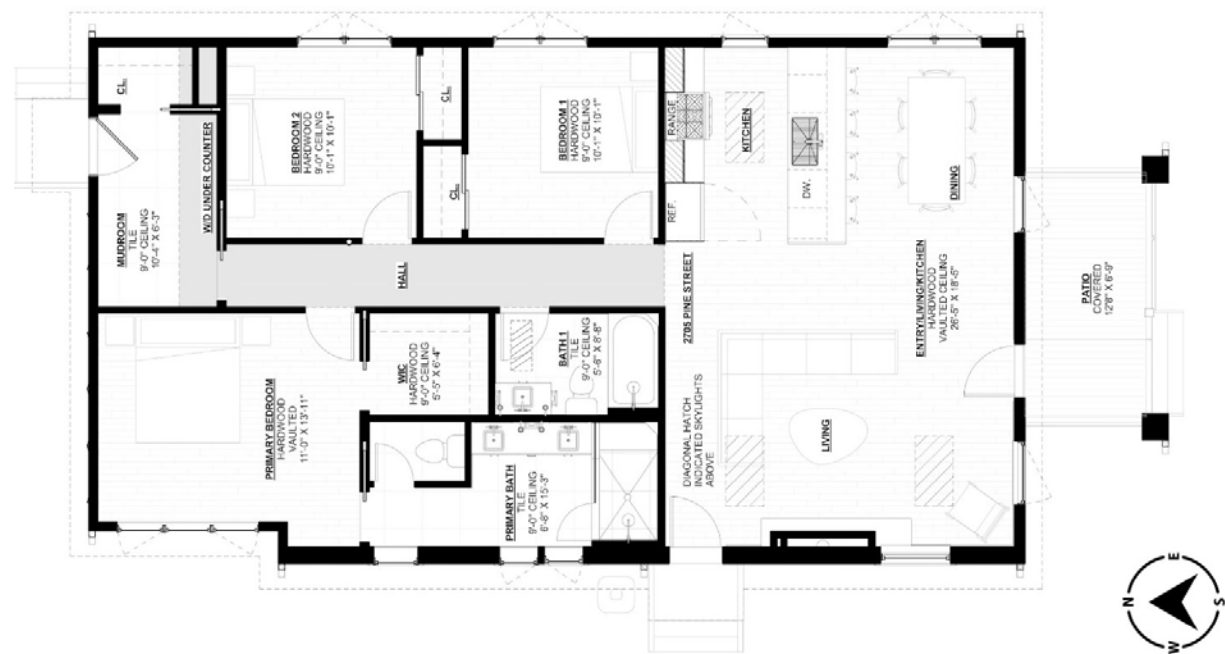 CL.
MUDROOM
TILE
9'-0" CEILING
10'-4" X 6'-3"
W/D UNDER COUNTER
BEDROOM 2
HARDWOOD
9'-0" CEILING
10'-1" X 10'-1"
CL.
CL.
BEDROOM 1
HARDWOOD
9'-0" CEILING
10'-1" X 10'-1"
RANGE
REF.
KITCHEN
DW.
DINING
HALL
2705 PINE STREET
ENTRY/LIVING/KITCHEN
HARDWOOD
VAULTED CEILING
26'-5" X 18'-5"
PATIO
COVERED
12'8" X 6'-9"
PRIMARY BEDROOM
HARDWOOD
VAULTED
11'-0" X 13'-11"
WIC
HARDWOOD
9'-0" CEILING
5'-5" X 6'-4"
BATH 1
TILE
9'-0" CEILING
5'-6" X 8'-8"
PRIMARY BATH
TILE
9'-0" CEILING
6'-8" X 15'-3"
DIAGONAL HATCH
INDICATED SKYLIGHTS
ABOVE
LIVING
N
E
S
W